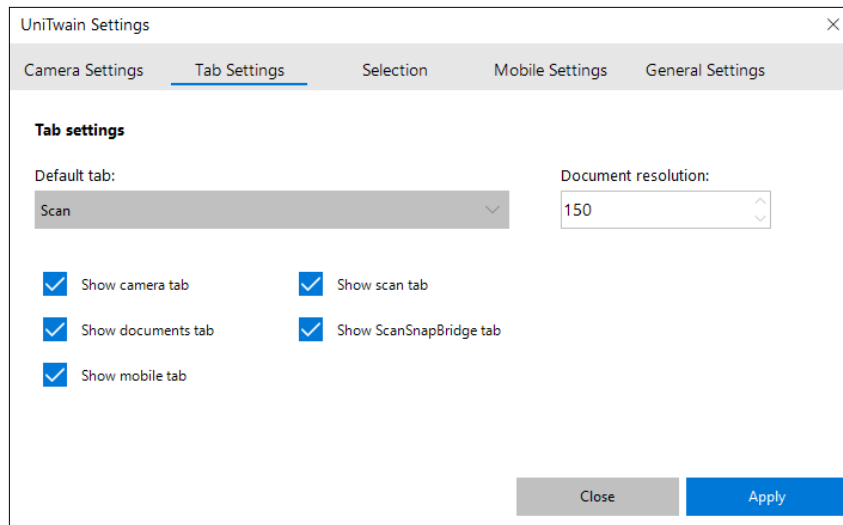 UniTwain Settings
Camera Settings Tab Settings Selection Mobile Settings General Settings
Tab settings
Default tab: Document resolution:
Scan 150
Show camera tab Show scan tab
Show documents tab Show ScanSnapBridge tab
Show mobile tab
Close Apply